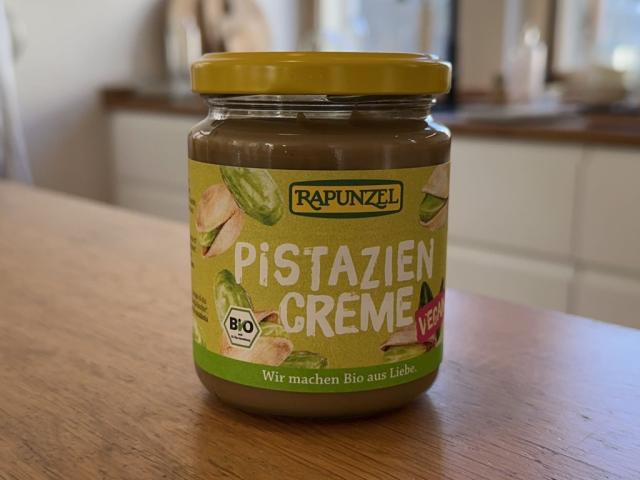 RAPUNZEL
PiSTAZIEN
CREME
BIO
VEGAN
Wir machen Bio aus Liebe.